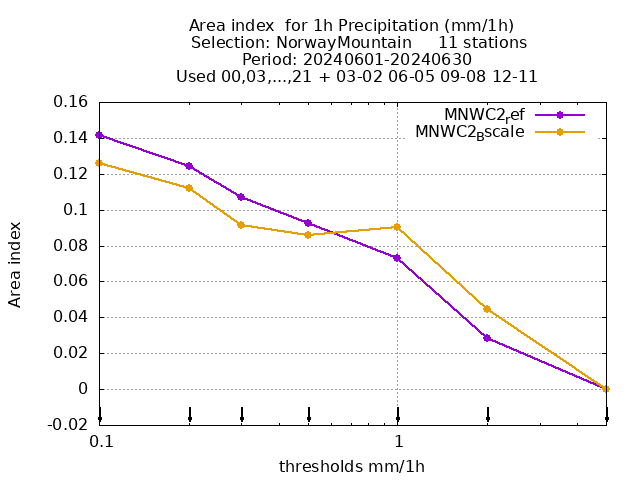 Area index  for 1h Precipitation (mm/1h)
Selection: NorwayMountain     11 stations
Period: 20240601-20240630
Used 00,03,...,21 + 03-02 06-05 09-08 12-11
MNWC2ref
MNWC2Bscale
0.16
0.14
0.12
0.1
0.08
0.06
0.04
0.02
0
-0.02
Area index
0.1
1
thresholds mm/1h